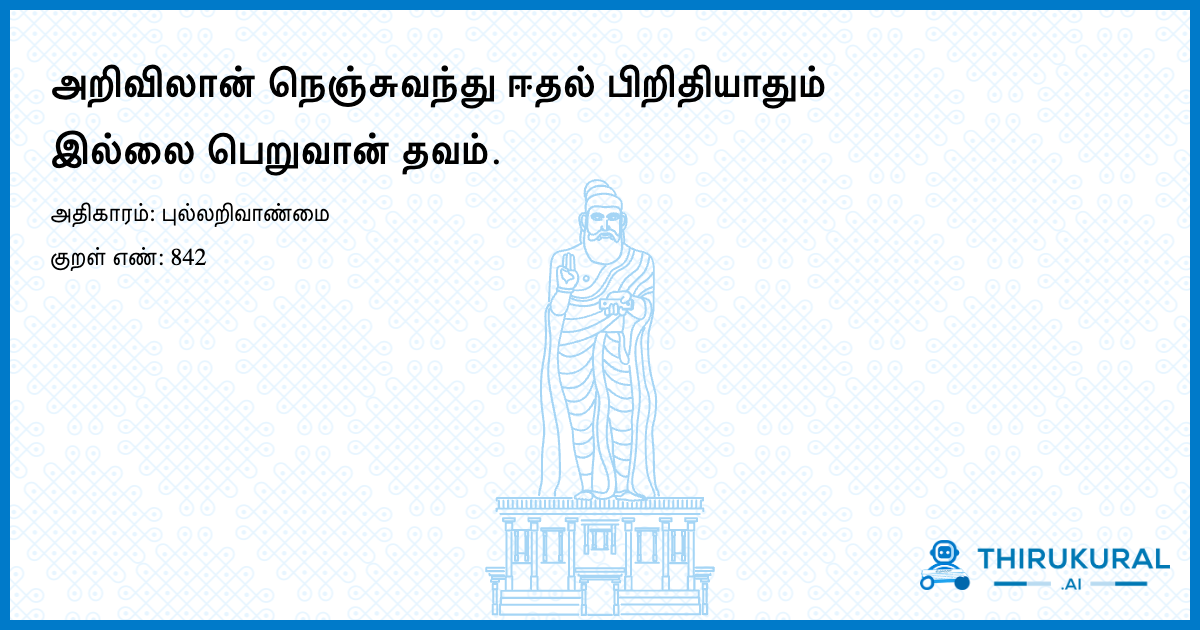 அறிவிலான் நெஞ்சுவந்து ஈதல் பிறிதியாதும்
இல்லை பெறுவான் தவம்.
அதிகாரம்: புல்லறிவாண்மை
குறள் எண்: 842
THIRUKURAL
.AI